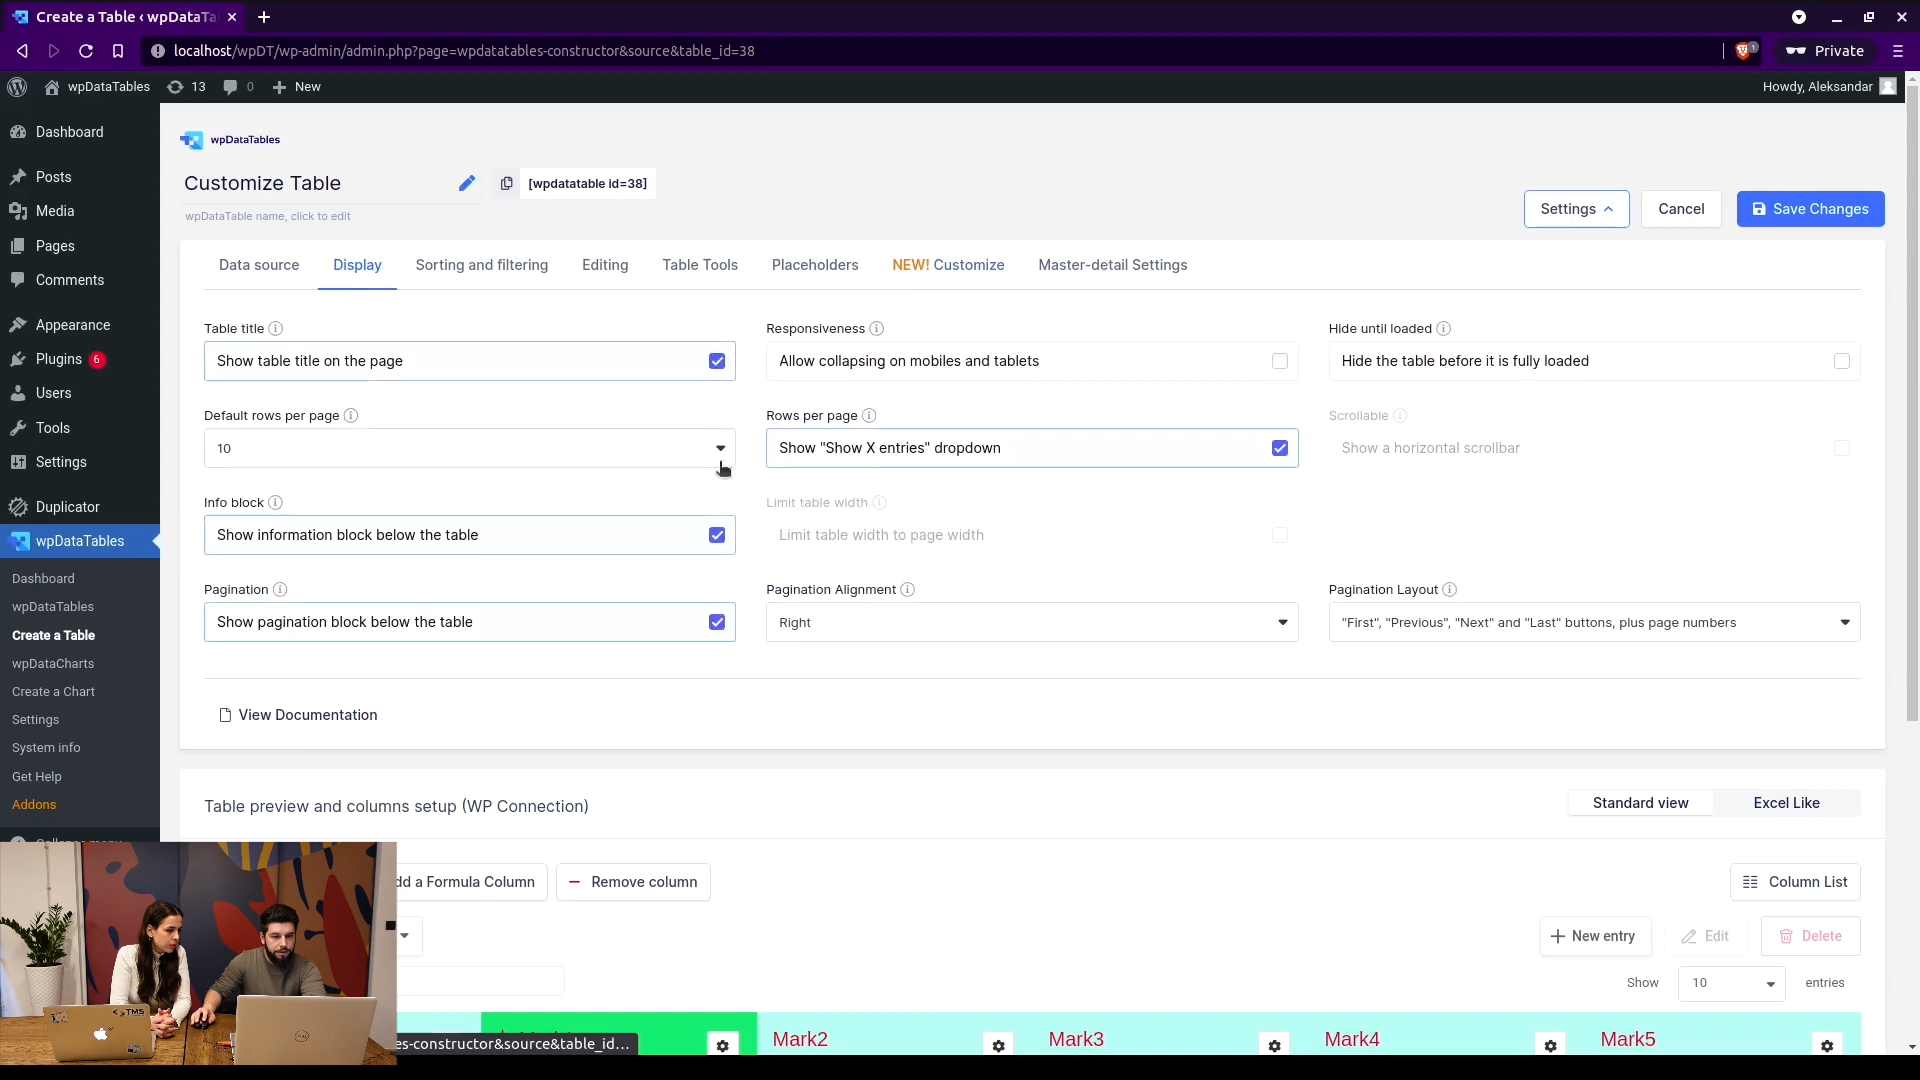 Create a Table ‹ wpDataTa
localhost/wpDT/wp-admin/admin.php?page=wpdatatables-constructor&source&table_id=38
1
Private
wpDataTables
13
0
New
Howdy, Aleksandar
Dashboard
Posts
Media
Pages
Comments
Appearance
Plugins 6
Users
Tools
Settings
Duplicator
wpDataTables
Dashboard
wpDataTables
Create a Table
wpDataCharts
Create a Chart
Settings
System info
Get Help
Addons
wpDataTables
Customize Table
[wpdatatable id=38]
wpDataTable name, click to edit
Settings
Cancel
Save Changes
Data source
Display
Sorting and filtering
Editing
Table Tools
Placeholders
NEW! Customize
Master-detail Settings
Table title
Responsiveness
Hide until loaded
Show table title on the page
Allow collapsing on mobiles and tablets
Hide the table before it is fully loaded
Default rows per page
Rows per page
Scrollable
10
Show "Show X entries" dropdown
Show a horizontal scrollbar
Info block
Limit table width
Show information block below the table
Limit table width to page width
Pagination
Pagination Alignment
Pagination Layout
Show pagination block below the table
Right
"First", "Previous", "Next" and "Last" buttons, plus page numbers
View Documentation
Table preview and columns setup (WP Connection)
Standard view
Excel Like
dd a Formula Column
Remove column
Column List
New entry
Edit
Delete
Show
10
entries
Mark2
Mark3
Mark4
Mark5
es-constructor&source&table_id...
TMS